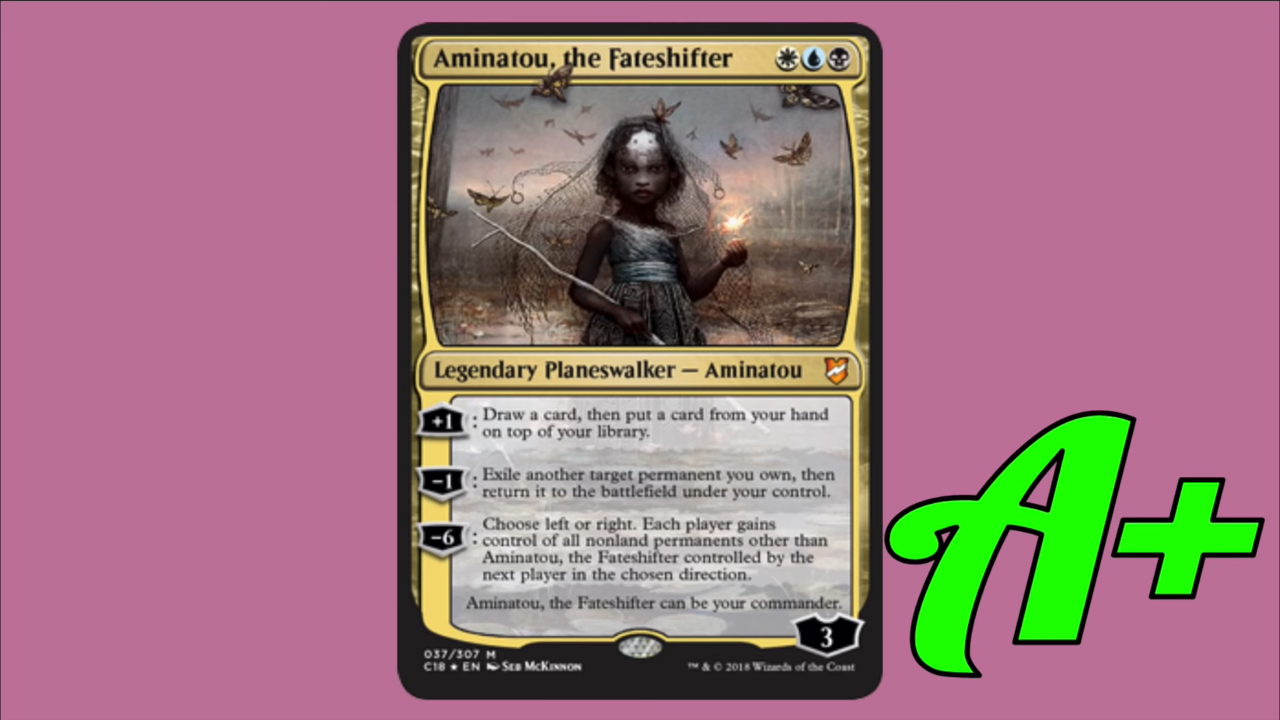 Aminatou, the Fateshifter
Legendary Planeswalker — Aminatou
+1 : Draw a card, then put a card from your hand
on top of your library.
-1 : Exile another target permanent you own, then
return it to the battlefield under your control.
Choose left or right. Each player gains
-6 : control of all nonland permanents other than
Aminatou, the Fateshifter controlled by the
next player in the chosen direction.
Aminatou, the Fateshifter can be your commander.
3
037/307 M
C18 ★ EN Seb McKinnon
™ & © 2018 Wizards of the Coast
A+